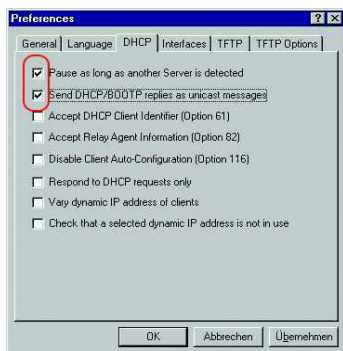 Preferences
General Language DHCP Interfaces TFTP TFTP Options
Pause as long as another Server is detected
Send DHCP/BOOTP replies as unicast messages
Accept DHCP Client Identifier (Option 61)
Accept Relay Agent Information (Option 82)
Disable Client Auto-Configuration (Option 116)
Respond to DHCP requests only
Vary dynamic IP address of clients
Check that a selected dynamic IP address is not in use
OK Abbrechen Übernehmen